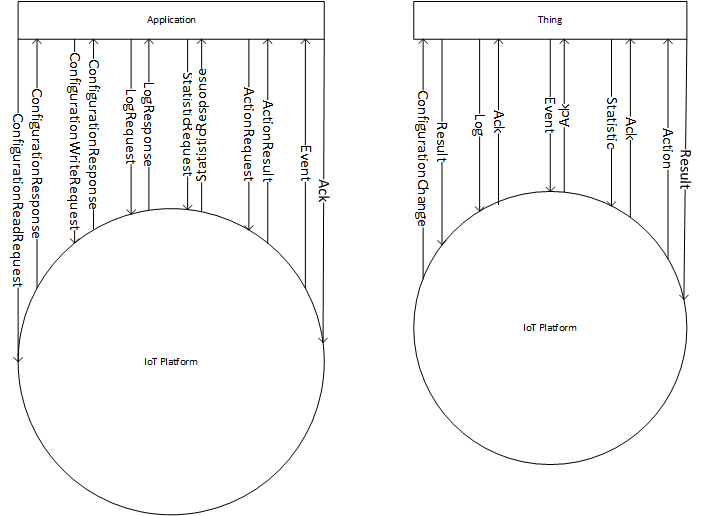 Application
ConfigurationReadRequest
ConfigurationResponse
ConfigurationWriteRequest
ConfigurationResponse
LogRequest
LogResponse
StatisticRequest
StatisticResponse
ActionRequest
ActionResult
Event
Ack
IoT Platform
Thing
ConfigurationChange
Result
Log
Ack
Event
Ack
Statistic
Ack
Action
Result
IoT Platform